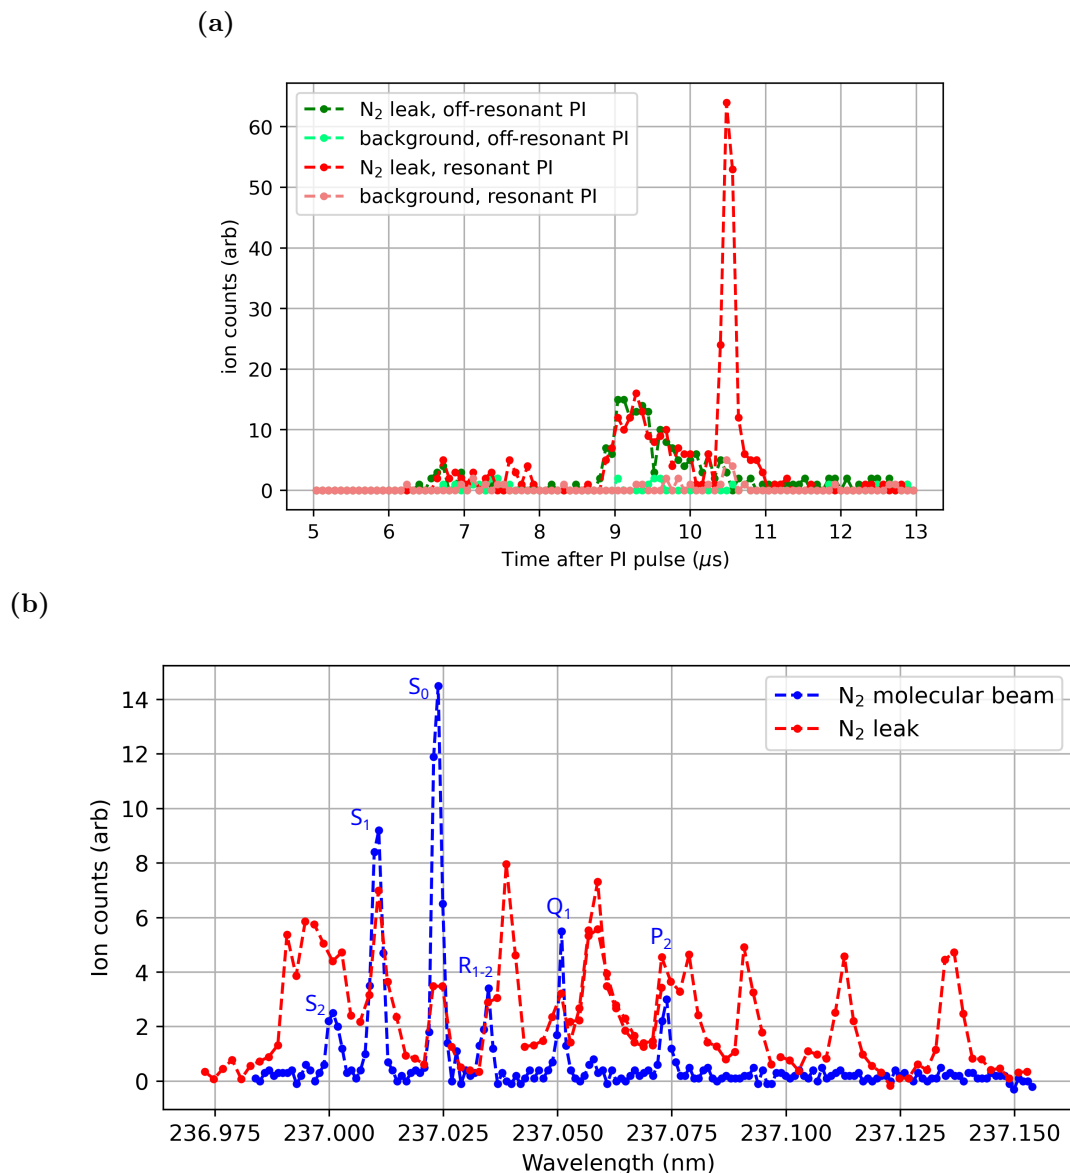 (a)
N₂ leak, off-resonant PI
background, off-resonant PI
N₂ leak, resonant PI
background, resonant PI
ion counts (arb)
60
50
40
30
20
10
0
5 6 7 8 9 10 11 12 13
Time after PI pulse (μs)
(b)
N₂ molecular beam
N₂ leak
Ion counts (arb)
14
12
10
8
6
4
2
0
S₀
S₁
S₂
R₁₋₂
Q₁
P₂
236.975 237.000 237.025 237.050 237.075 237.100 237.125 237.150
Wavelength (nm)